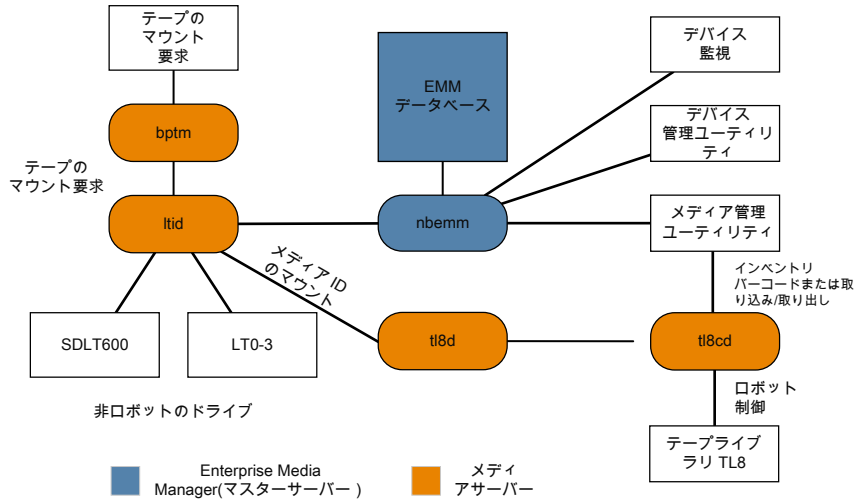 テープの
マウント
要求
bptm
テープの
マウント要求
ltid
EMM
データベース
nbemm
デバイス
監視
デバイス
管理ユーティリ
ティ
メディア管理
ユーティリティ
メディア ID
のマウント
インベントリ
バーコードまたは取
り込み/取り出し
SDLT600
LT0-3
tl8d
tl8cd
非ロボットのドライブ
ロボット
制御
テープライブ
ラリ TL8
Enterprise Media
Manager(マスターサーバー )
メディ
アサーバー